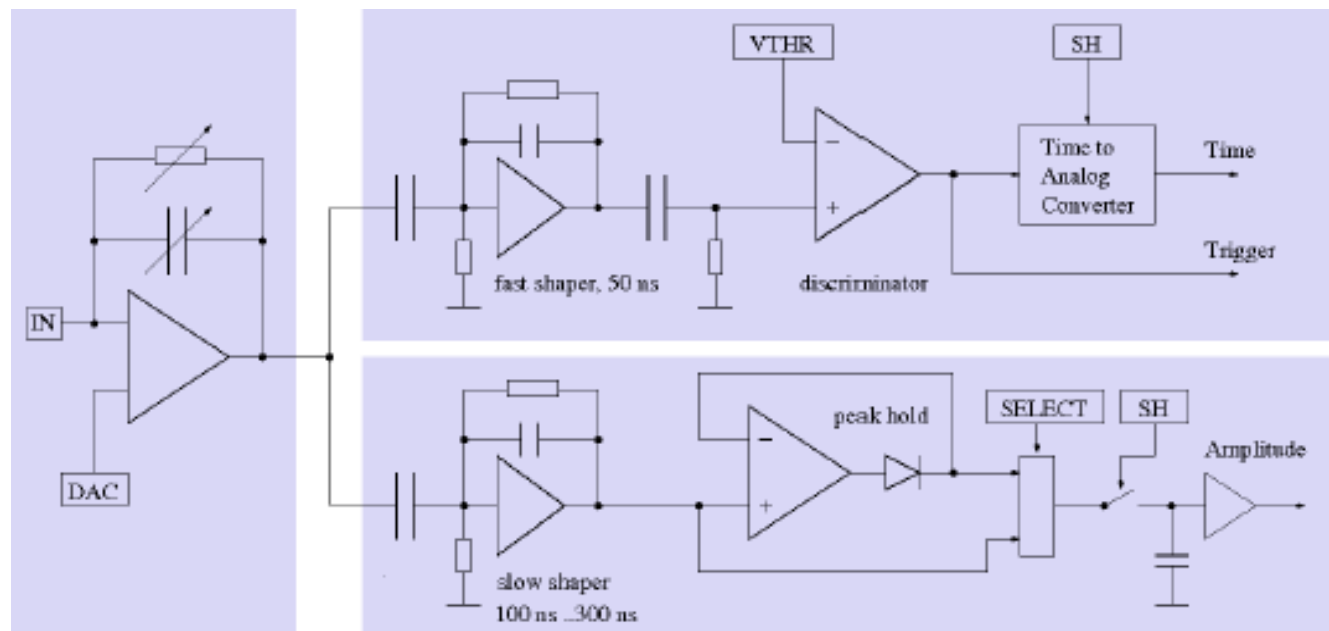 VTHR
SH
Time to
Analog
Converter
Time
Trigger
fast shaper, 50 ns
discriminator
IN
DAC
peak hold
SELECT
SH
Amplitude
slow shaper
100 ns ..300 ns